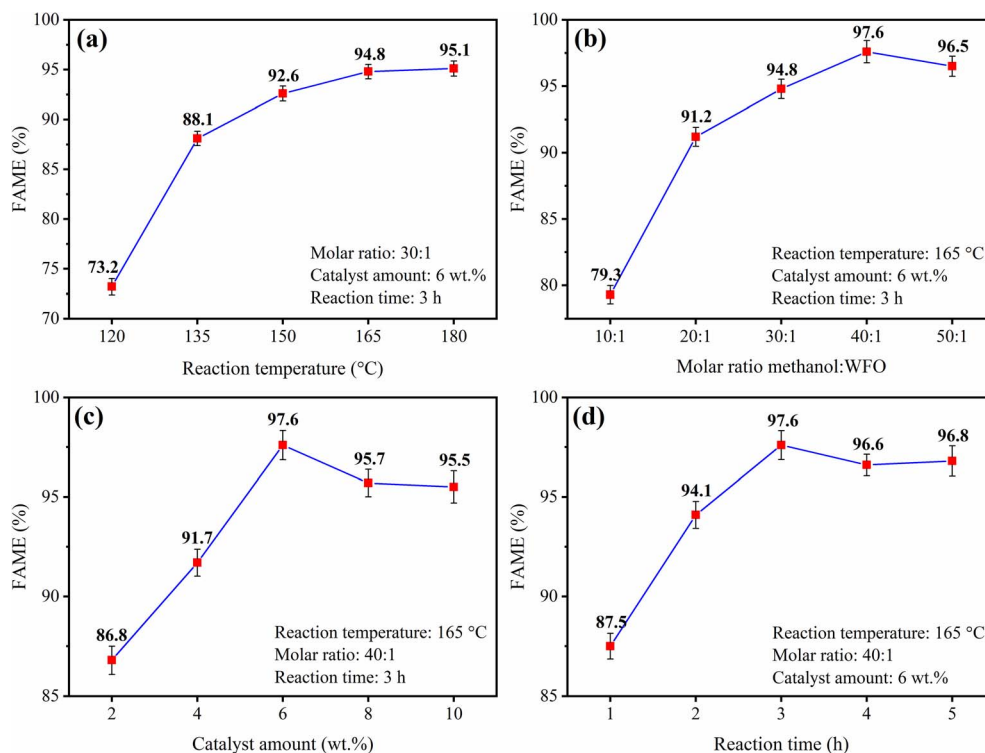 (a)
FAME (%)
100
95
90
85
80
75
70
73.2
88.1
92.6
94.8
95.1
Molar ratio: 30:1
Catalyst amount: 6 wt.%
Reaction time: 3 h
120 135 150 165 180
Reaction temperature (°C)
(b)
FAME (%)
100
95
90
85
80
79.3
91.2
94.8
97.6
96.5
Reaction temperature: 165 °C
Catalyst amount: 6 wt.%
Reaction time: 3 h
10:1 20:1 30:1 40:1 50:1
Molar ratio methanol:WFO
(c)
FAME (%)
100
95
90
85
86.8
91.7
97.6
95.7
95.5
Reaction temperature: 165 °C
Molar ratio: 40:1
Reaction time: 3 h
2 4 6 8 10
Catalyst amount (wt.%)
(d)
FAME (%)
100
95
90
85
87.5
94.1
97.6
96.6
96.8
Reaction temperature: 165 °C
Molar ratio: 40:1
Catalyst amount: 6 wt.%
1 2 3 4 5
Reaction time (h)